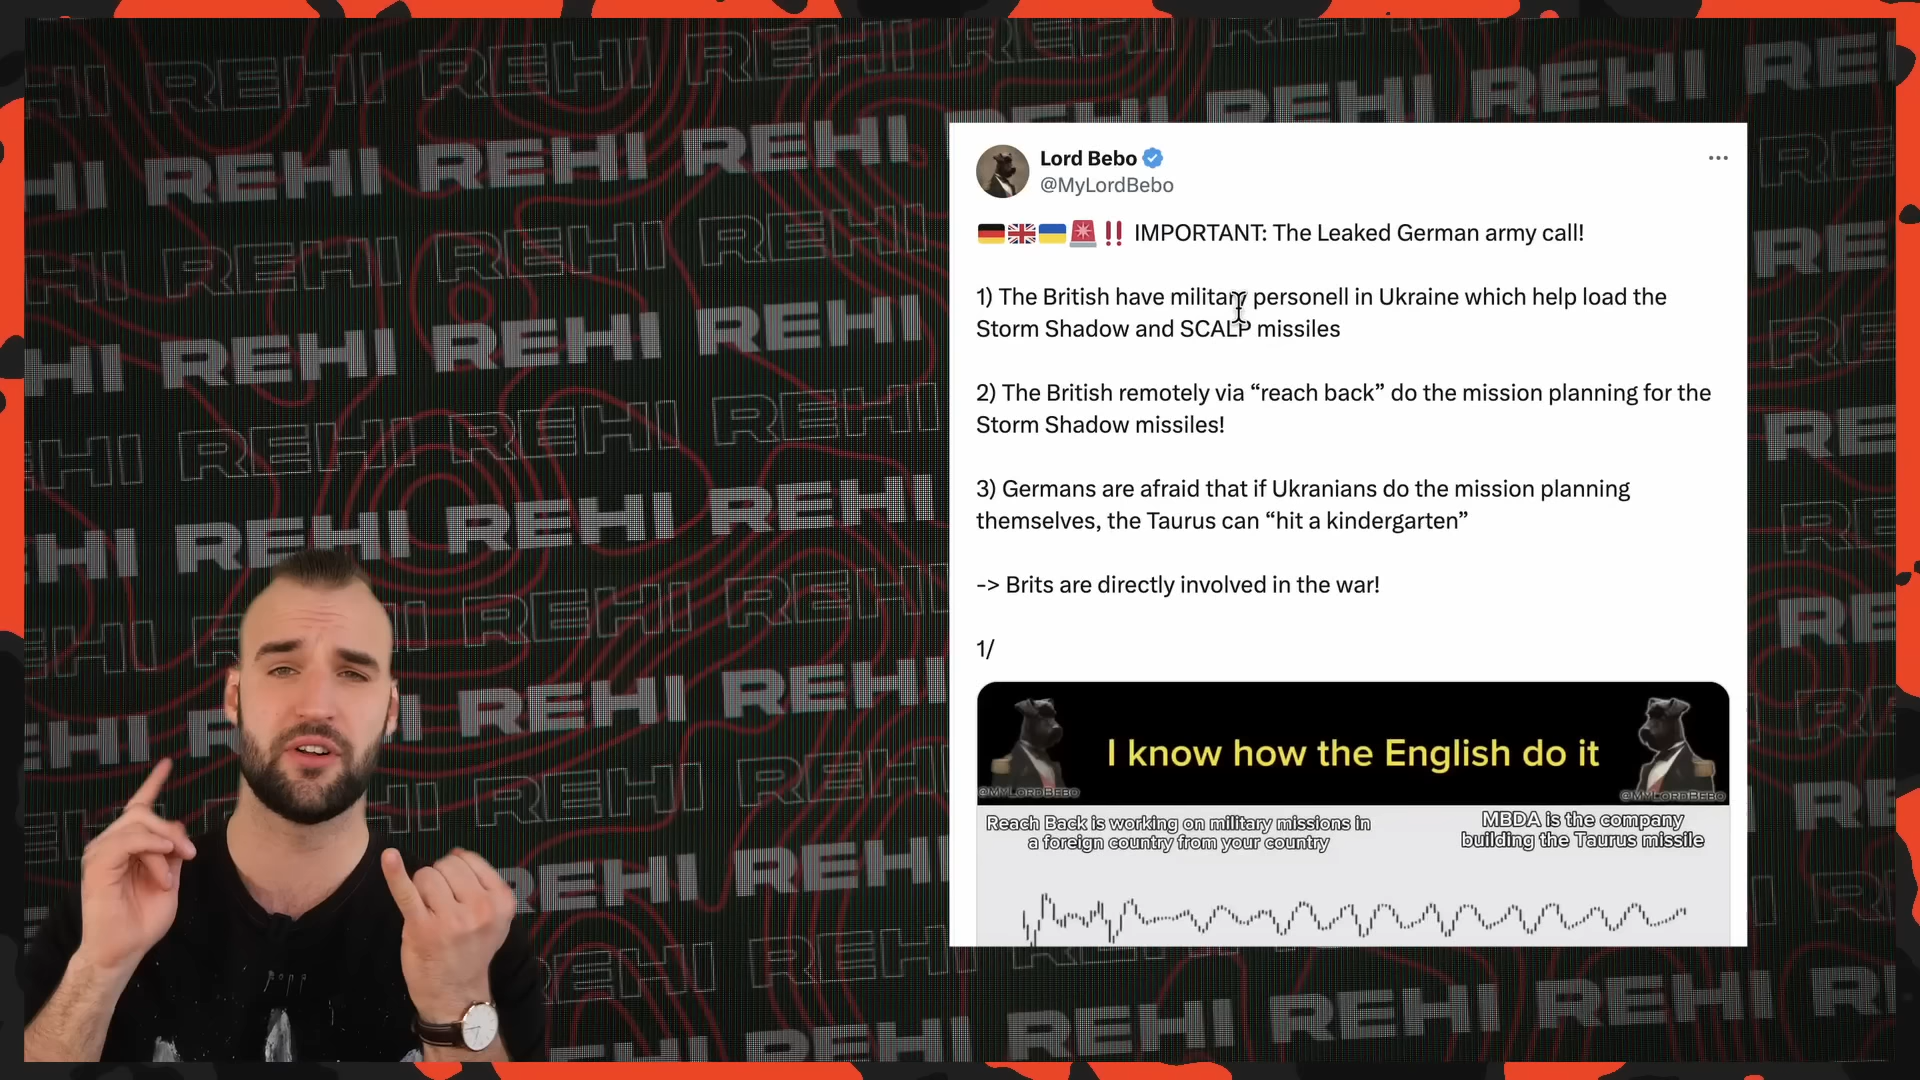 REHI REHI REHI REHI REHI REHI REHI
Lord Bebo
@MyLordBebo
IMPORTANT: The Leaked German army call!
1) The British have military personell in Ukraine which help load the
Storm Shadow and SCALP missiles
2) The British remotely via “reach back” do the mission planning for the
Storm Shadow missiles!
3) Germans are afraid that if Ukranians do the mission planning
themselves, the Taurus can “hit a kindergarten”
-> Brits are directly involved in the war!
1/
I know how the English do it
@MYLORDBEBO
@MYLORDBEBO
Reach Back is working on military missions in
a foreign country from your country
MBDA is the company
building the Taurus missile